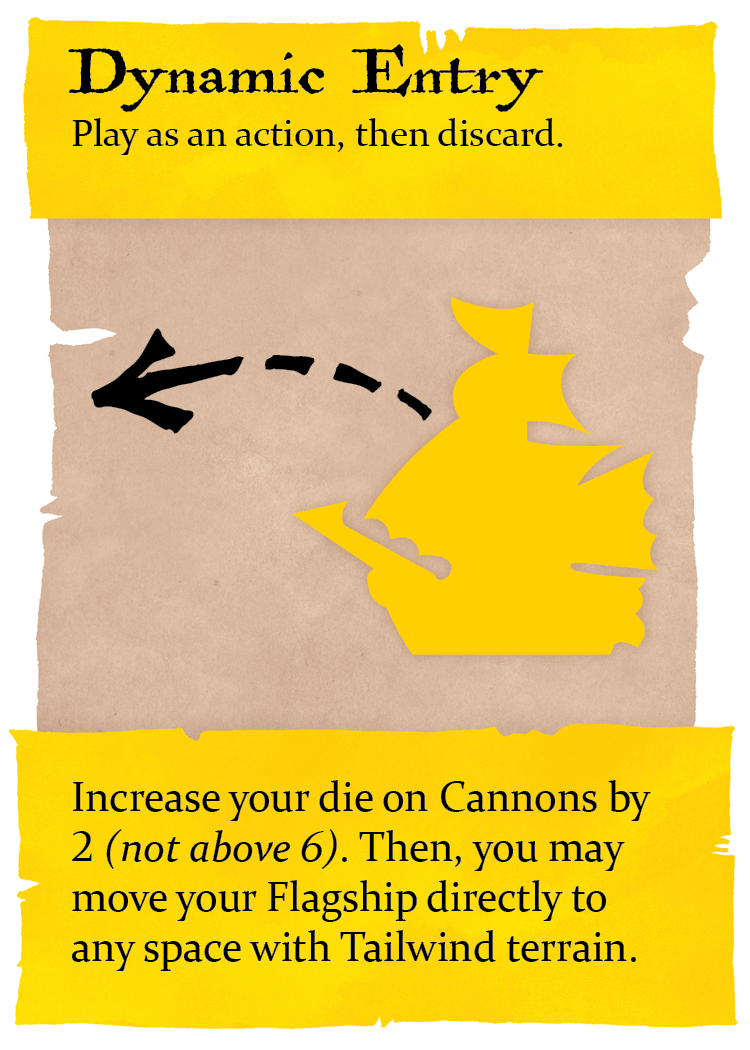 Dynamic Entry
Play as an action, then discard.
Increase your die on Cannons by
2 (not above 6). Then, you may
move your Flagship directly to
any space with Tailwind terrain.